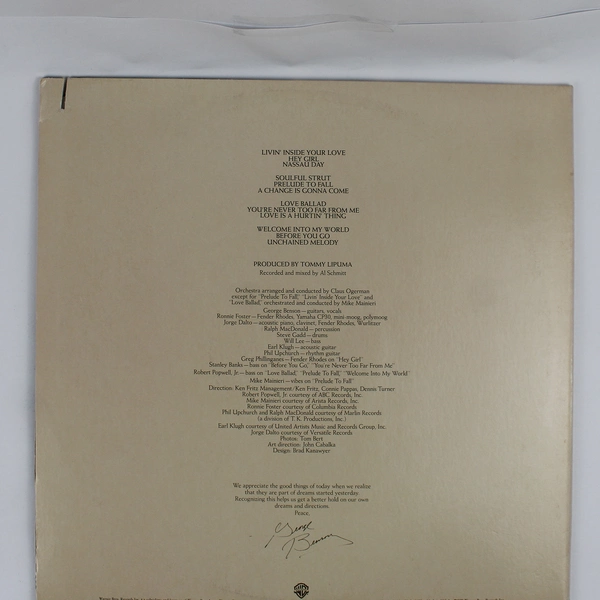 LIVIN' INSIDE YOUR LOVE
HEY GIRL
NASSAU DAY
SOULFUL STRUT
PRELUDE TO FALL
A CHANGE IS GONNA COME
LOVE BALLAD
YOU'RE NEVER TOO FAR FROM ME
LOVE IS A HURTIN' THING
WELCOME INTO MY WORLD
BEFORE YOU GO
UNCHAINED MELODY
PRODUCED BY TOMMY LIPUMA
Recorded and mixed by Al Schmitt
Orchestra arranged and conducted by Claus Ogerman
except for "Prelude To Fall," "Livin' Inside Your Love" and
"Love Ballad," orchestrated and conducted by Mike Mainieri
George Benson—guitars, vocals
Ronnie Foster—Fender Rhodes, Yamaha CP80, mini-moog, polymoog
Jorge Dalto—acoustic piano, clavinet, Fender Rhodes, Wurlitzer
Ralph MacDonald—percussion
Steve Gadd—drums
Will Lee—bass
Earl Klugh—acoustic guitar
Phil Upchurch—rhythm guitar
Greg Phillinganes—Fender Rhodes on "Hey Girl"
Stanley Banks—bass on "Before You Go," "You're Never Too Far From Me"
Robert Popwell, Jr.—bass on "Love Ballad," "Prelude To Fall," "Welcome Into My World"
Mike Mainieri—vibes on "Prelude To Fall"
Direction: Ken Fritz Management/Ken Fritz, Connie Pappas, Dennis Turner
Robert Popwell, Jr. courtesy of ABC Records, Inc.
Mike Mainieri courtesy of Arista Records, Inc.
Ronnie Foster courtesy of Columbia Records
Phil Upchurch and Ralph MacDonald courtesy of Marlin Records
(a division of T.K. Productions, Inc.)
Earl Klugh courtesy of United Artists Music and Records Group, Inc.
Jorge Dalto courtesy of Versatile Records
Photos: Tom Bert
Art direction: John Cabalka
Design: Brad Kanawyer
We appreciate the good things of today when we realize
that they are part of dreams started yesterday.
Recognizing this helps us get a better hold on our own
dreams and directions.
Peace,
George
Benson